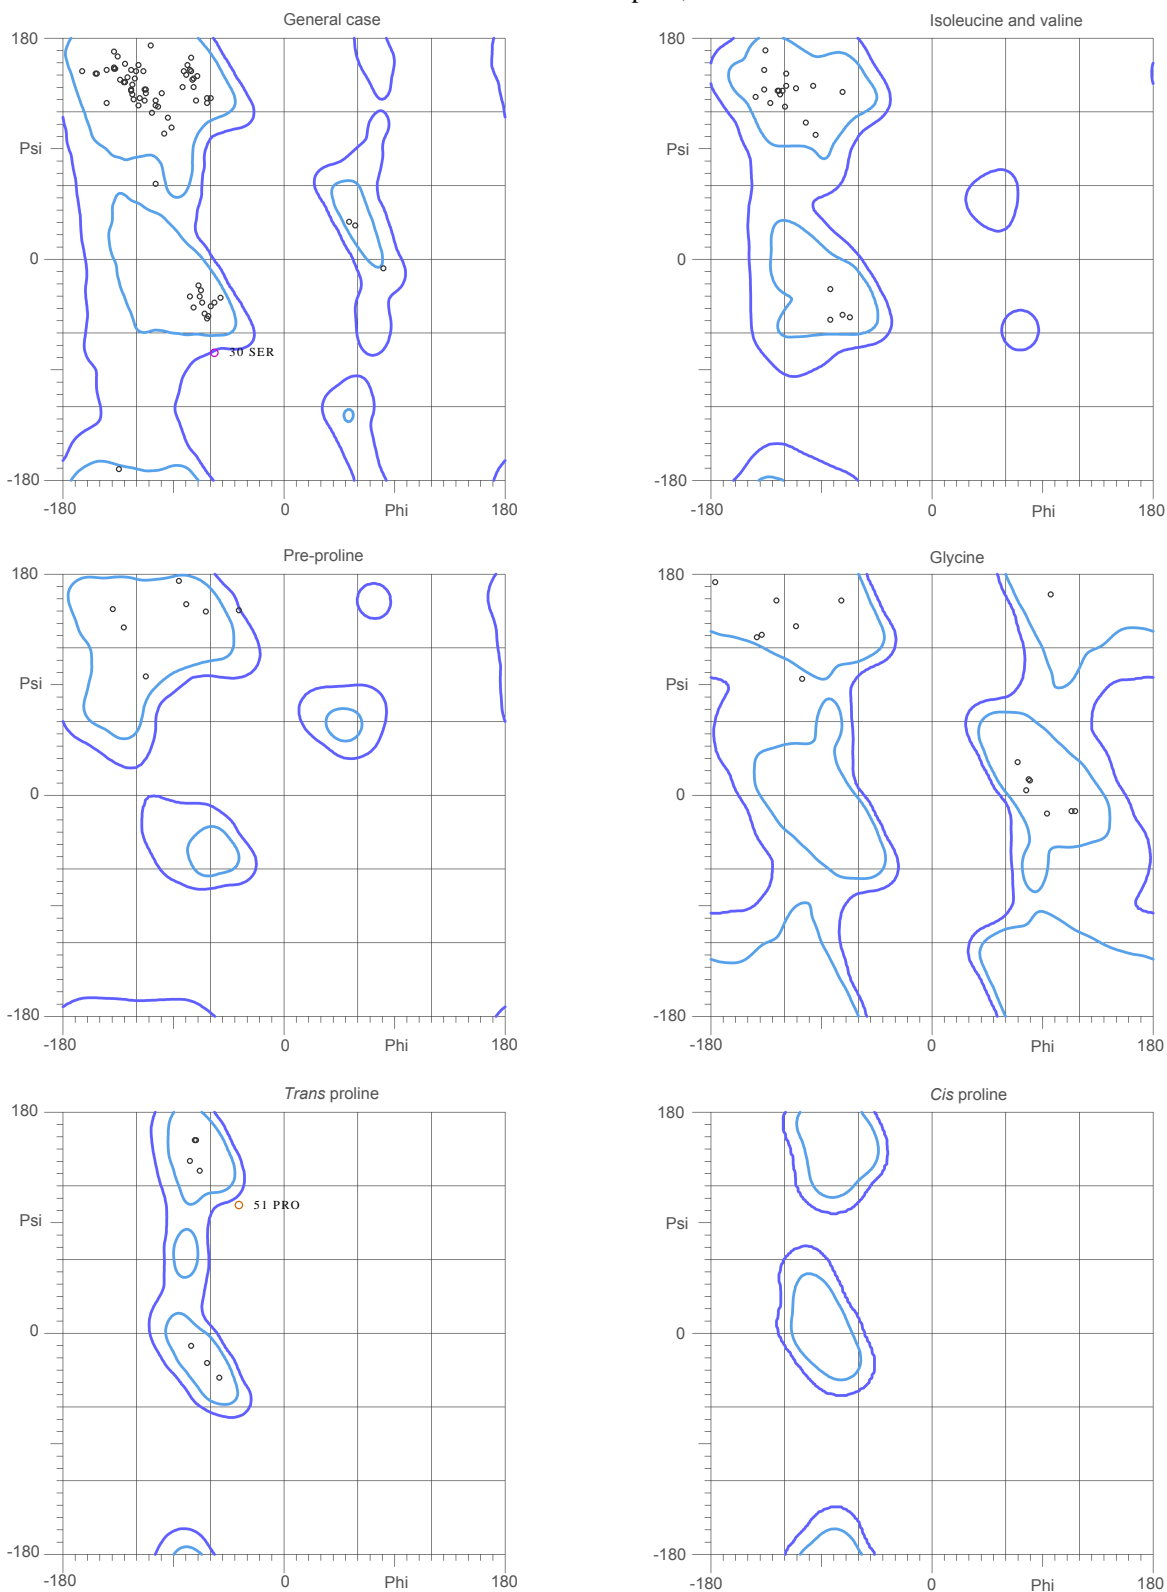 General case
180
Psi
0
-180
-180
0
Phi
180
30 SER
Isoleucine and valine
180
Psi
0
-180
-180
0
Phi
180
Pre-proline
180
Psi
0
-180
-180
0
Phi
180
Glycine
180
Psi
0
-180
-180
0
Phi
180
Trans proline
180
Psi
0
-180
-180
0
Phi
180
51 PRO
Cis proline
180
Psi
0
-180
-180
0
Phi
180